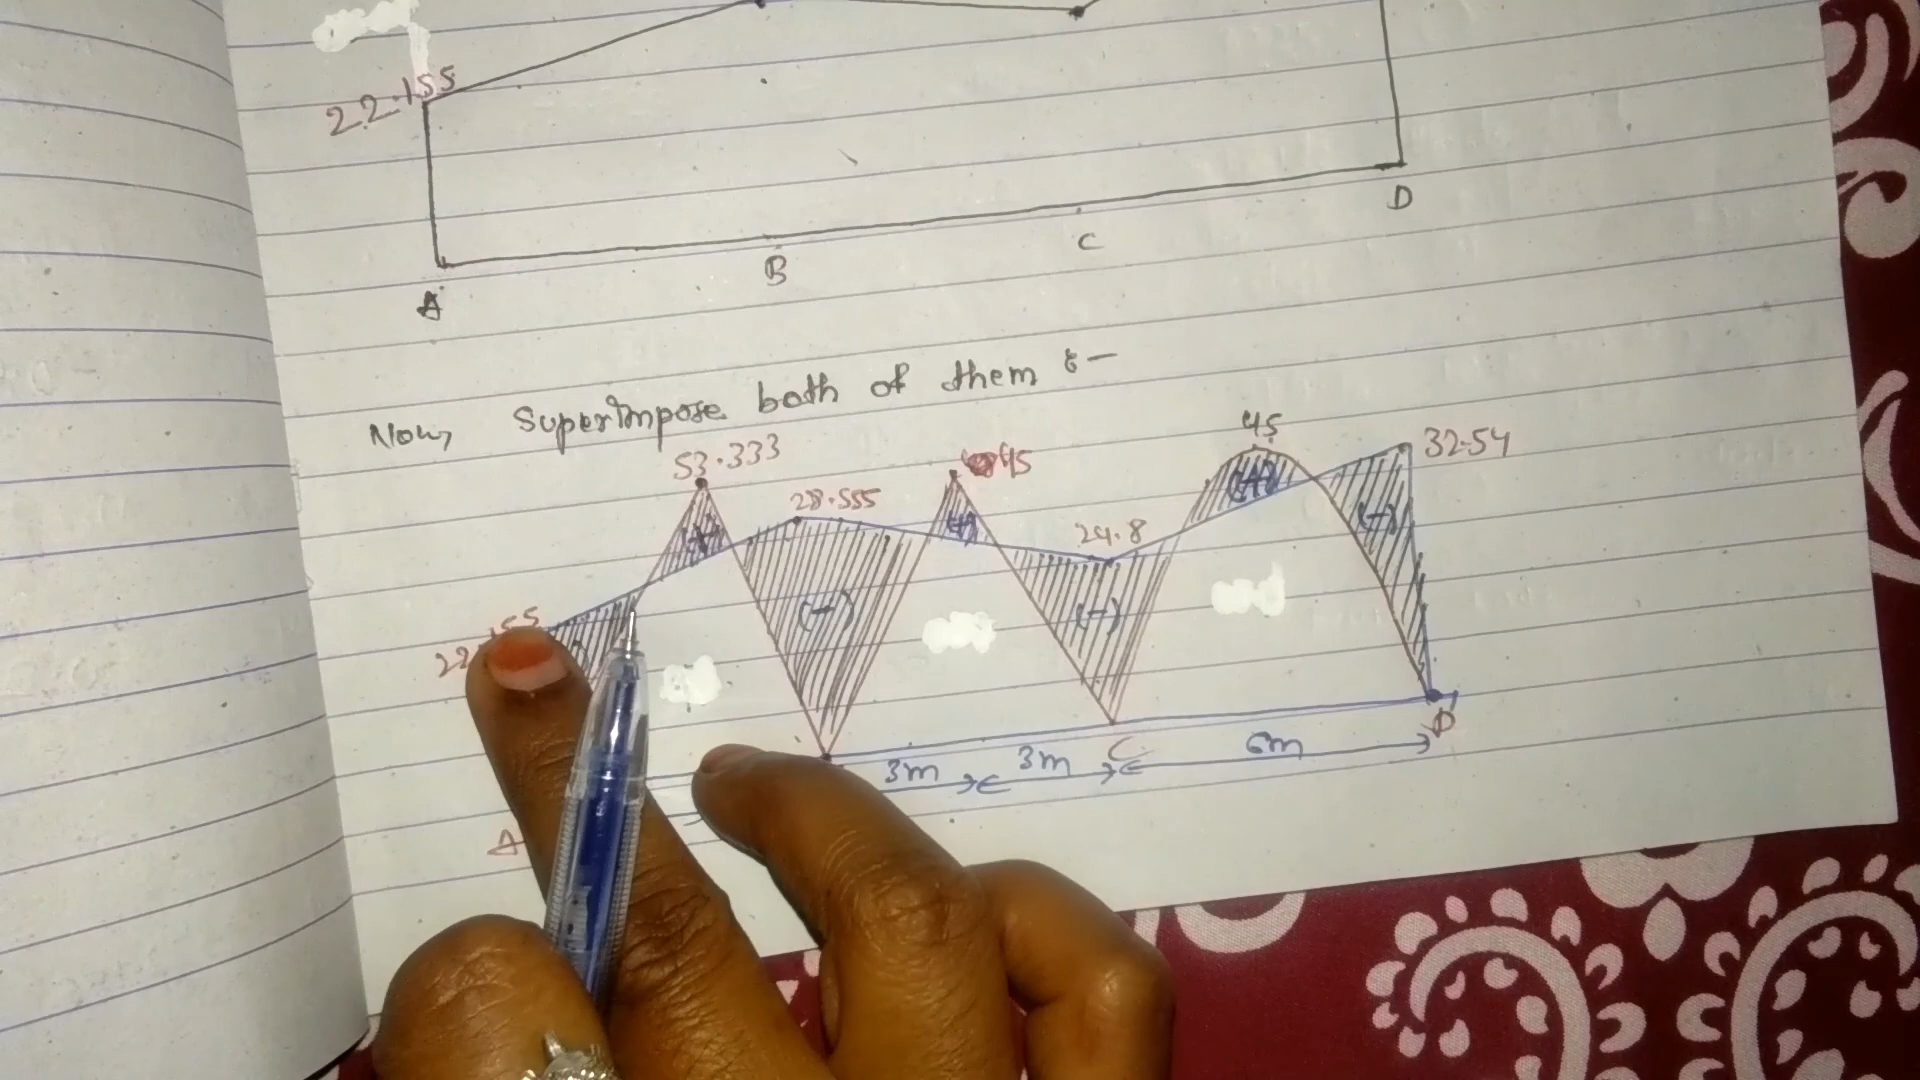 22.155
A
B
C
D
Now, Superimpose both of them :-
53.333
28.555
45
24.8
45
32.54
(+)
(-)
(+)
(-)
(+)
(-)
A
3m
3m
C
6m
D